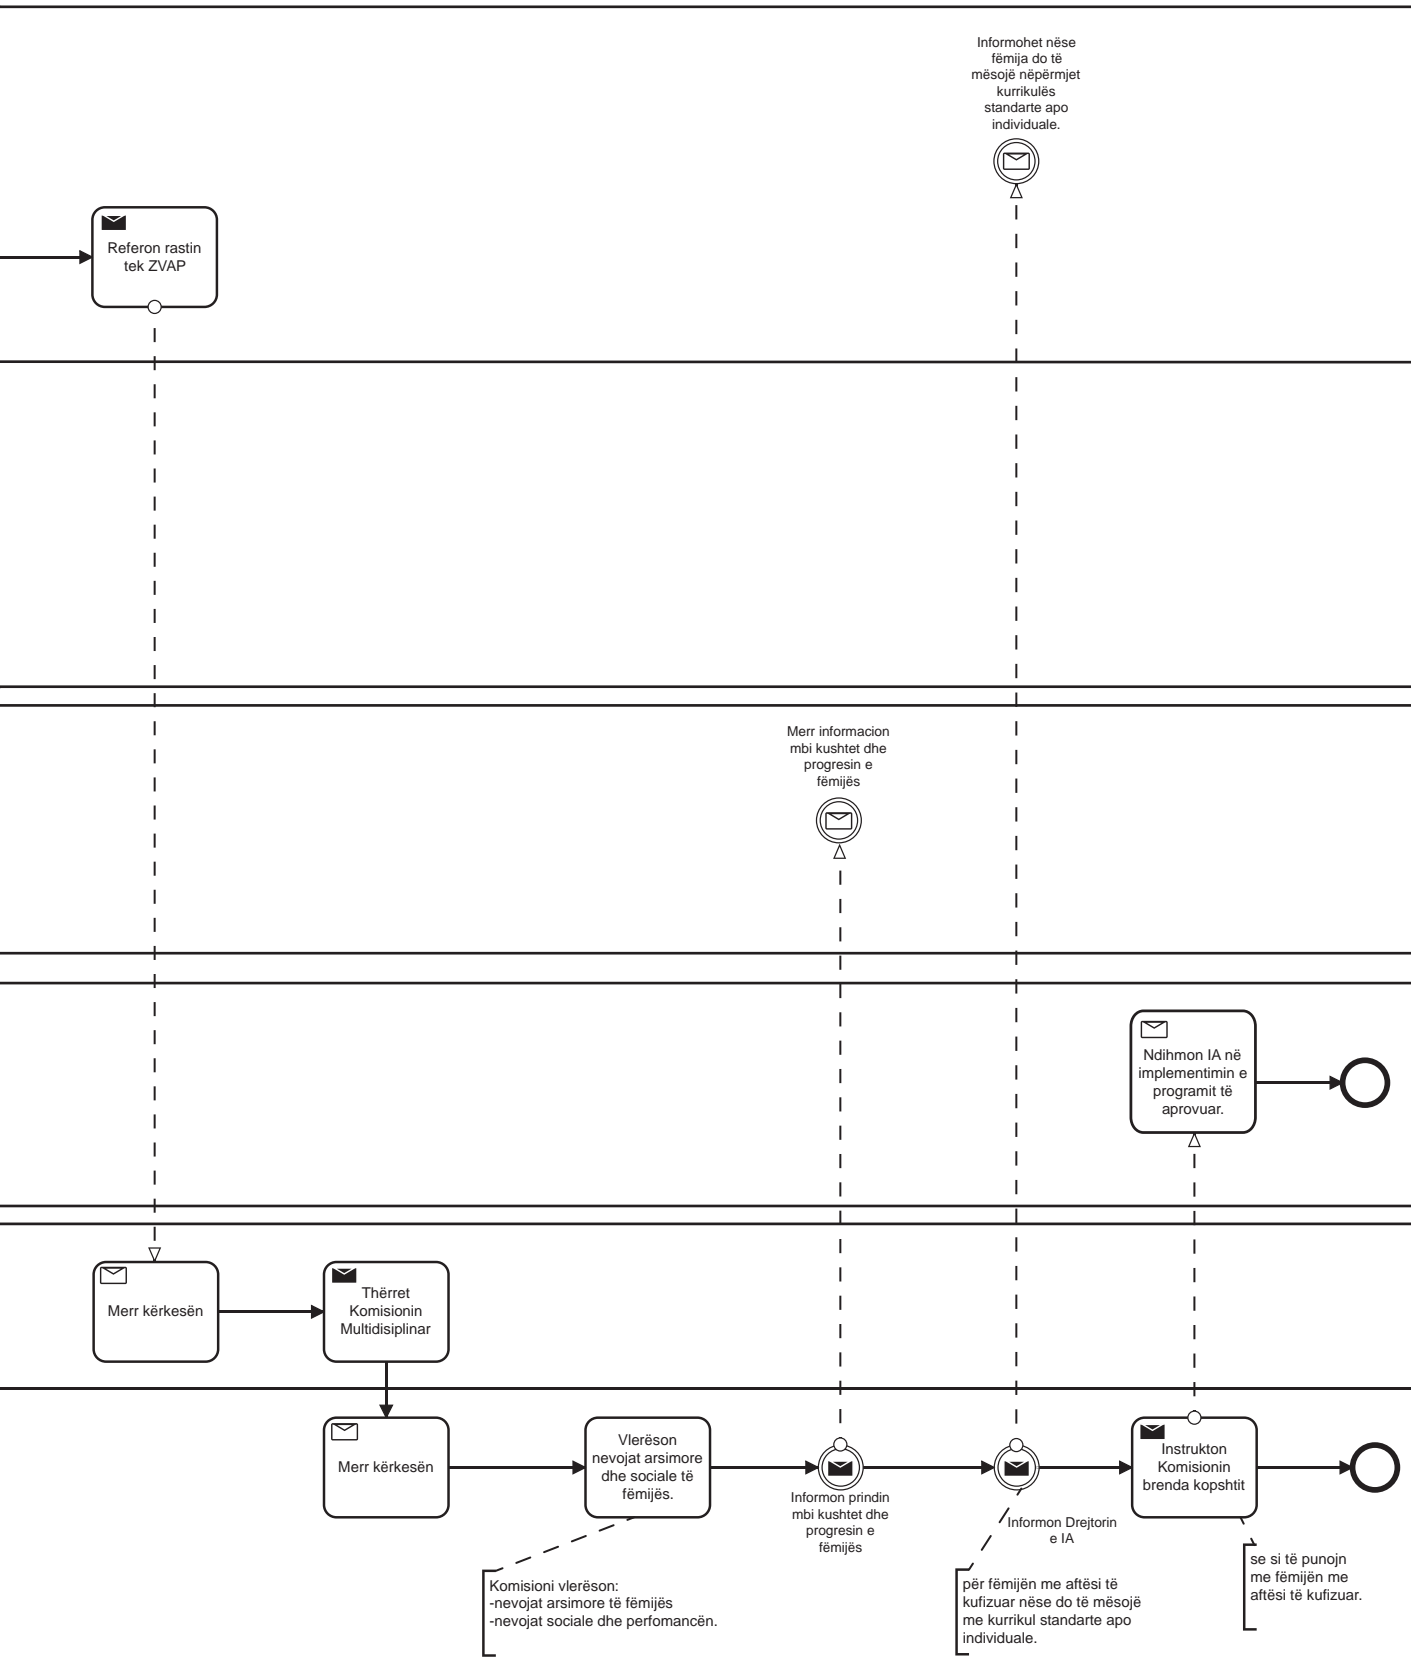 Informohet nëse
fëmija do të
mësojë nëpërmjet
kurrikulës
standarte apo
individuale.
Referon rastin
tek ZVAP
Merr informacion
mbi kushtet dhe
progresin e
fëmijës
Ndihmon IA në
implementimin e
programit të
aprovuar.
Merr kërkesën
Thërret
Komisionin
Multidisiplinar
Merr kërkesën
Vlerëson
nevojat arsimore
dhe sociale të
fëmijës.
Informon prindin
mbi kushtet dhe
progresin e
fëmijës
Informon Drejtorin
e IA
Instrukton
Komisionin
brenda kopshtit
Komisioni vlerëson:
-nevojat arsimore të fëmijës
-nevojat sociale dhe perfomancën.
për fëmijën me aftësi të
kufizuar nëse do të mësojë
me kurrikul standarte apo
individuale.
se si të punojn
me fëmijën me
aftësi të kufizuar.